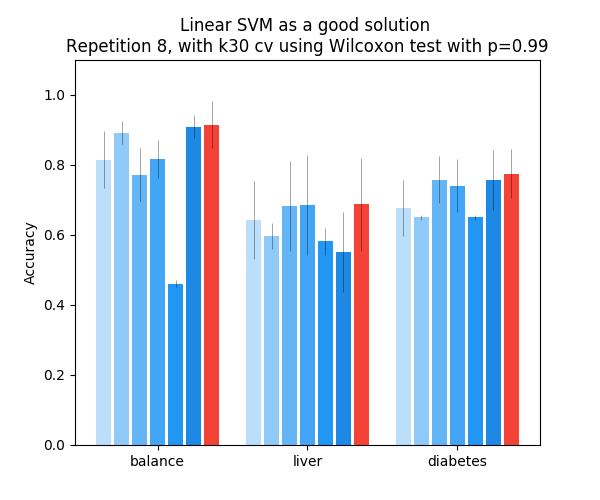 Linear SVM as a good solution
Repetition 8, with k30 cv using Wilcoxon test with p=0.99
1.0
0.8
0.6
0.4
0.2
0.0
Accuracy
balance liver diabetes